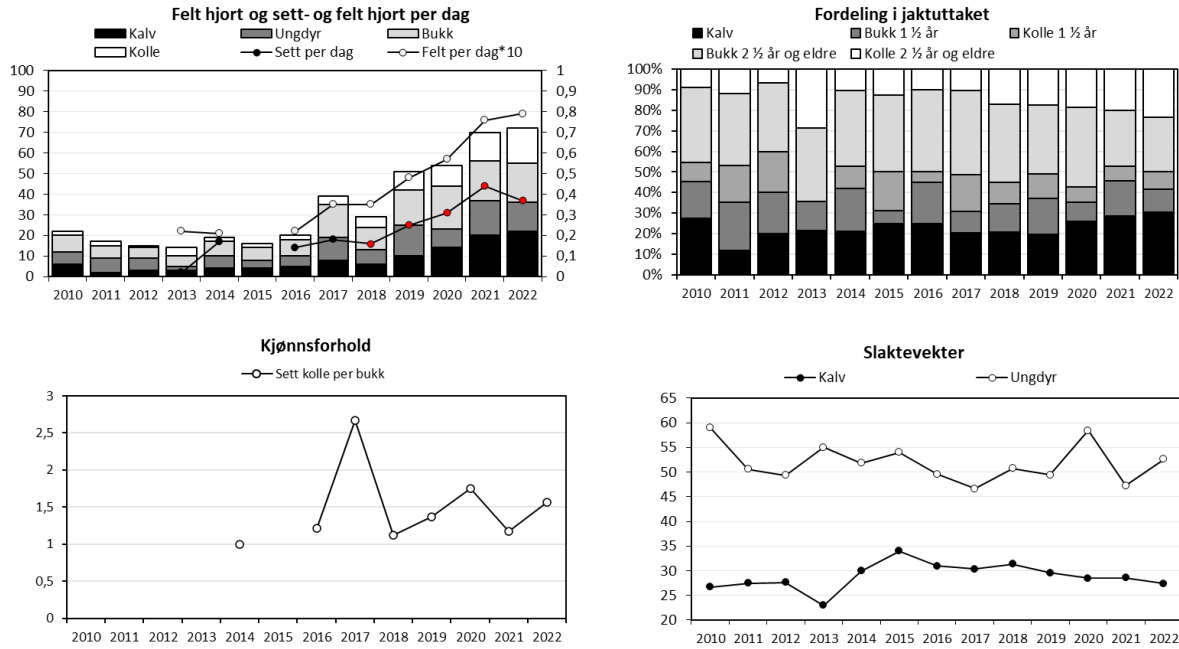 Felt hjort og sett- og felt hjort per dag
Kalv Ungdyr Bukk
Kolle Sett per dag Felt per dag*10
100 1
90 0,9
80 0,8
70 0,7
60 0,6
50 0,5
40 0,4
30 0,3
20 0,2
10 0,1
0 0
2010 2011 2012 2013 2014 2015 2016 2017 2018 2019 2020 2021 2022
Fordeling i jaktuttaket
Kalv Bukk 1 ½ år Kolle 1 ½ år
Bukk 2 ½ år og eldre Kolle 2 ½ år og eldre
100%
90%
80%
70%
60%
50%
40%
30%
20%
10%
0%
2010 2011 2012 2013 2014 2015 2016 2017 2018 2019 2020 2021 2022
Kjønnsforhold
Sett kolle per bukk
3
2,5
2
1,5
1
0,5
0
2010 2011 2012 2013 2014 2015 2016 2017 2018 2019 2020 2021 2022
Slaktevekter
Kalv Ungdyr
65
60
55
50
45
40
35
30
25
20
2010 2011 2012 2013 2014 2015 2016 2017 2018 2019 2020 2021 2022